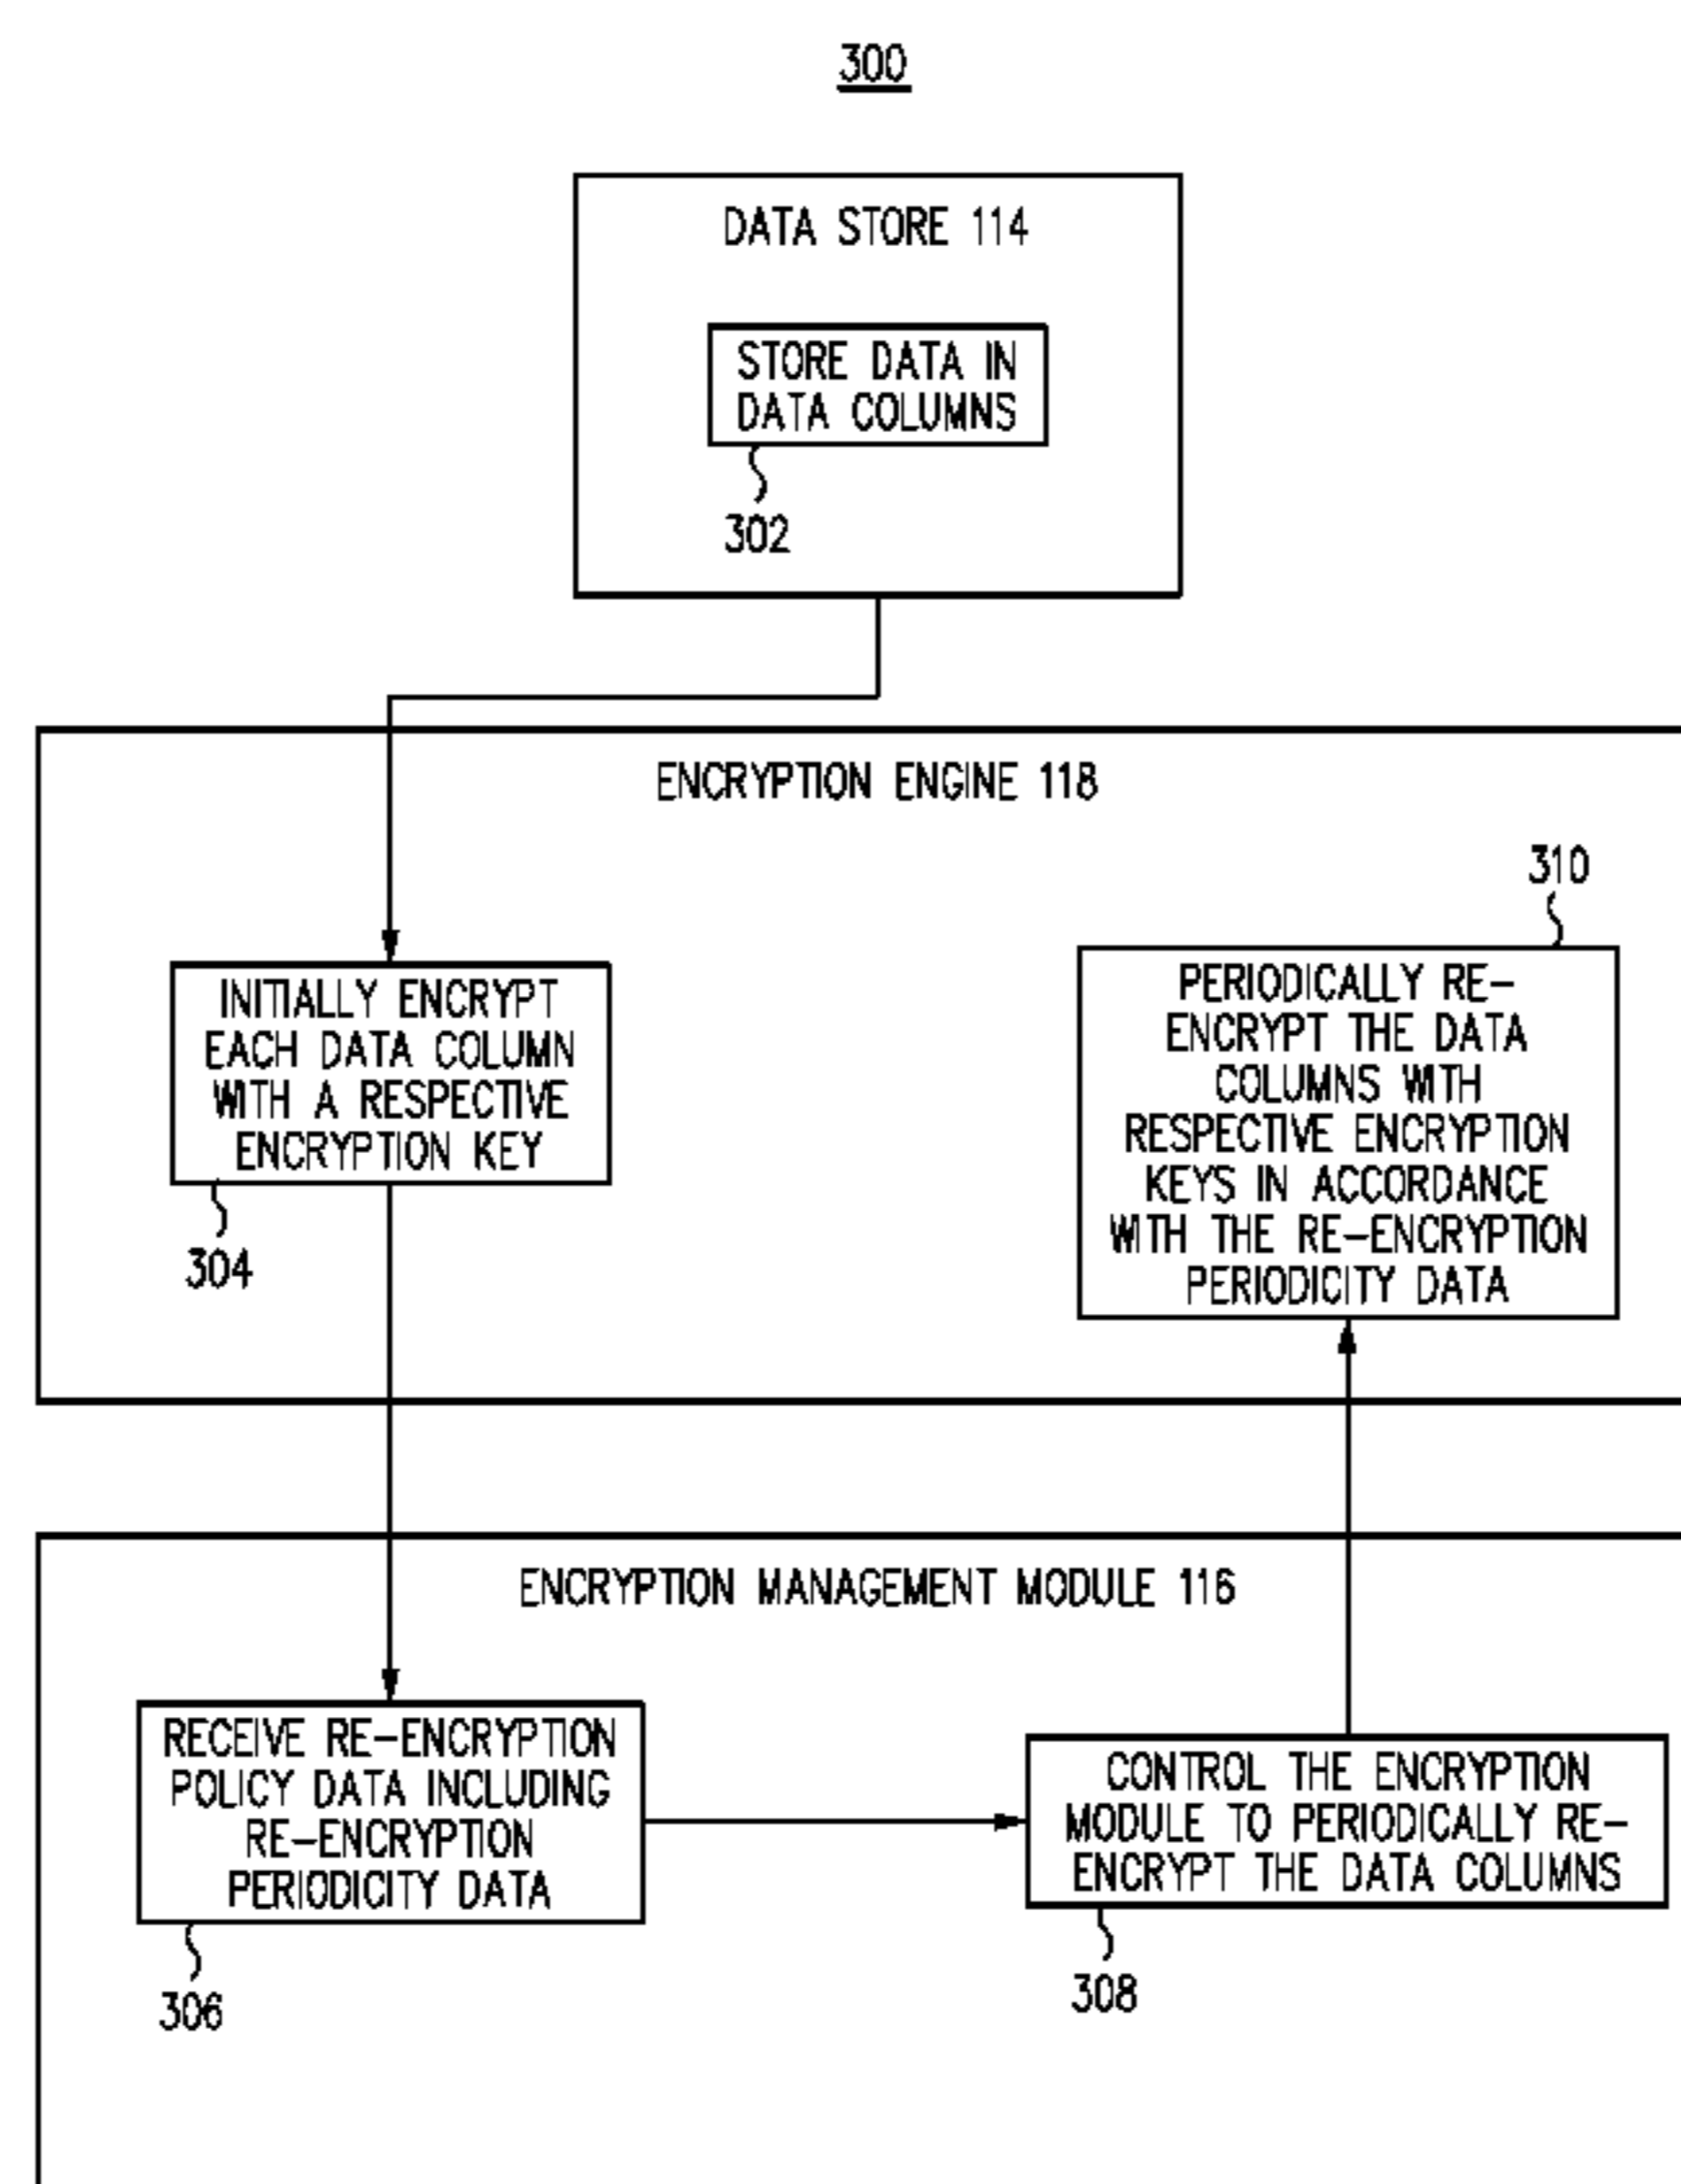 300
DATA STORE 114
STORE DATA IN
DATA COLUMNS
302
ENCRYPTION ENGINE 118
310
INITIALLY ENCRYPT
EACH DATA COLUMN
WITH A RESPECTIVE
ENCRYPTION KEY
304
PERIODICALLY RE-
ENCRYPT THE DATA
COLUMNS WITH
RESPECTIVE ENCRYPTION
KEYS IN ACCORDANCE
WITH THE RE-ENCRYPTION
PERIODICITY DATA
ENCRYPTION MANAGEMENT MODULE 116
RECEIVE RE-ENCRYPTION
POLICY DATA INCLUDING
RE-ENCRYPTION
PERIODICITY DATA
306
CONTROL THE ENCRYPTION
MODULE TO PERIODICALLY RE-
ENCRYPT THE DATA COLUMNS
308